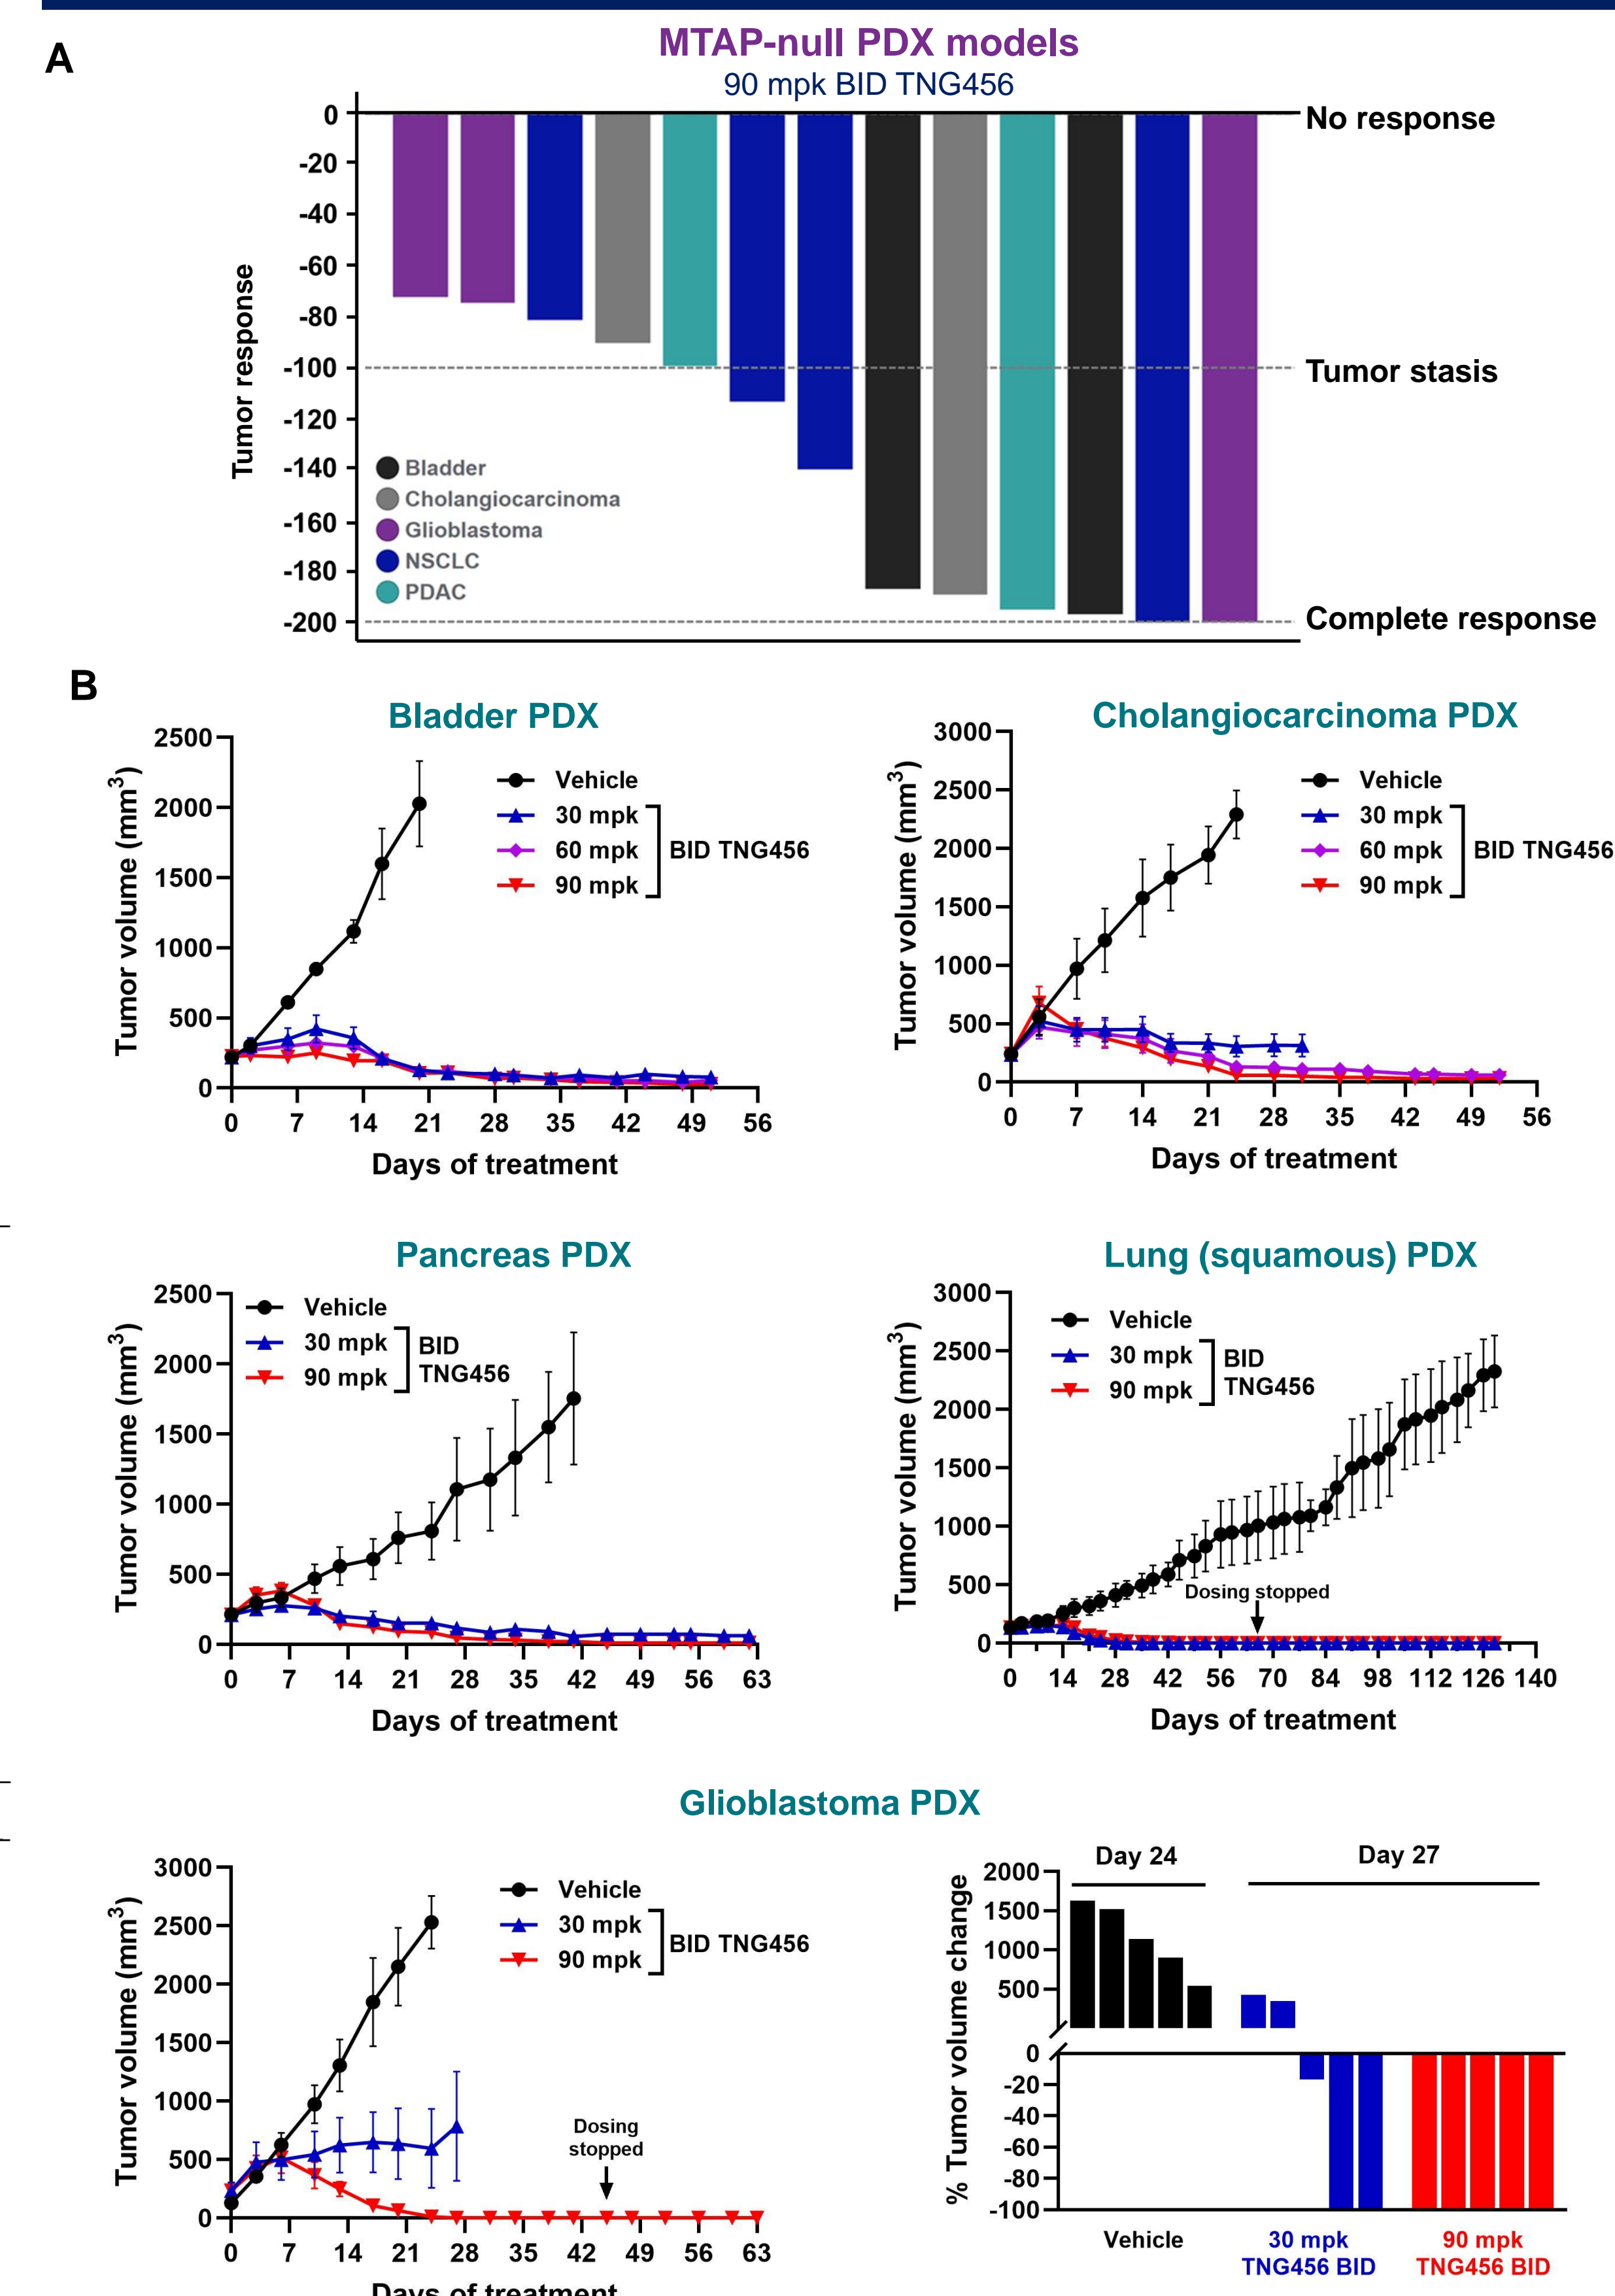 A
MTAP-null PDX models
90 mpk BID TNG456
Tumor response
0
-20
-40
-60
-80
-100
-120
-140
-160
-180
-200
No response
Tumor stasis
Complete response
Bladder
Cholangiocarcinoma
Glioblastoma
NSCLC
PDAC
B
Bladder PDX
Tumor volume (mm³)
2500
2000
1500
1000
500
0
Vehicle
30 mpk
60 mpk
90 mpk
BID TNG456
0 7 14 21 28 35 42 49 56
Days of treatment
Cholangiocarcinoma PDX
Tumor volume (mm³)
3000
2500
2000
1500
1000
500
0
Vehicle
30 mpk
60 mpk
90 mpk
BID TNG456
0 7 14 21 28 35 42 49 56
Days of treatment
Pancreas PDX
Tumor volume (mm³)
2500
2000
1500
1000
500
0
Vehicle
30 mpk
90 mpk
BID
TNG456
0 7 14 21 28 35 42 49 56 63
Days of treatment
Lung (squamous) PDX
Tumor volume (mm³)
3000
2500
2000
1500
1000
500
0
Vehicle
30 mpk
90 mpk
BID
TNG456
Dosing stopped
0 14 28 42 56 70 84 98 112 126 140
Days of treatment
Glioblastoma PDX
Tumor volume (mm³)
3000
2500
2000
1500
1000
500
0
Vehicle
30 mpk
90 mpk
BID TNG456
Dosing
stopped
0 7 14 21 28 35 42 49 56 63
Days of treatment
% Tumor volume change
Day 24
Day 27
2000
1500
1000
500
0
-20
-40
-60
-80
-100
Vehicle
30 mpk
TNG456 BID
90 mpk
TNG456 BID